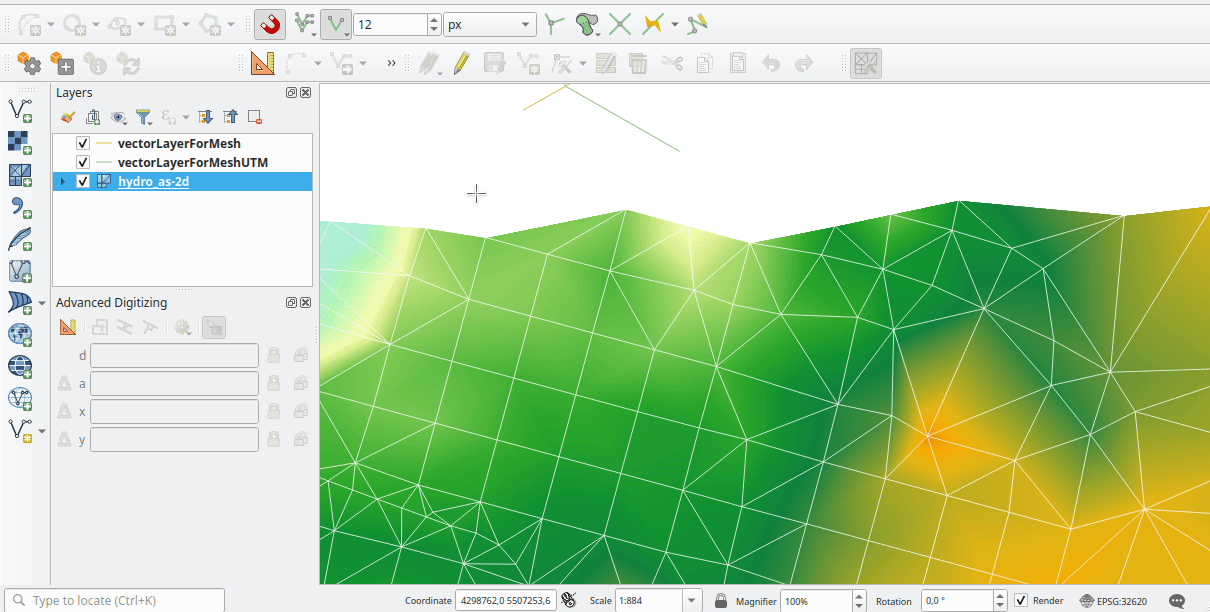 12
px
»
Layers
vectorLayerForMesh
vectorLayerForMeshUTM
hydro_as-2d
Advanced Digitizing
d
a
x
y
Type to locate (Ctrl+K)
Coordinate 4298762,0 5507253,6 Scale 1:884 Magnifier 100% Rotation 0,0 ° Render EPSG:32620